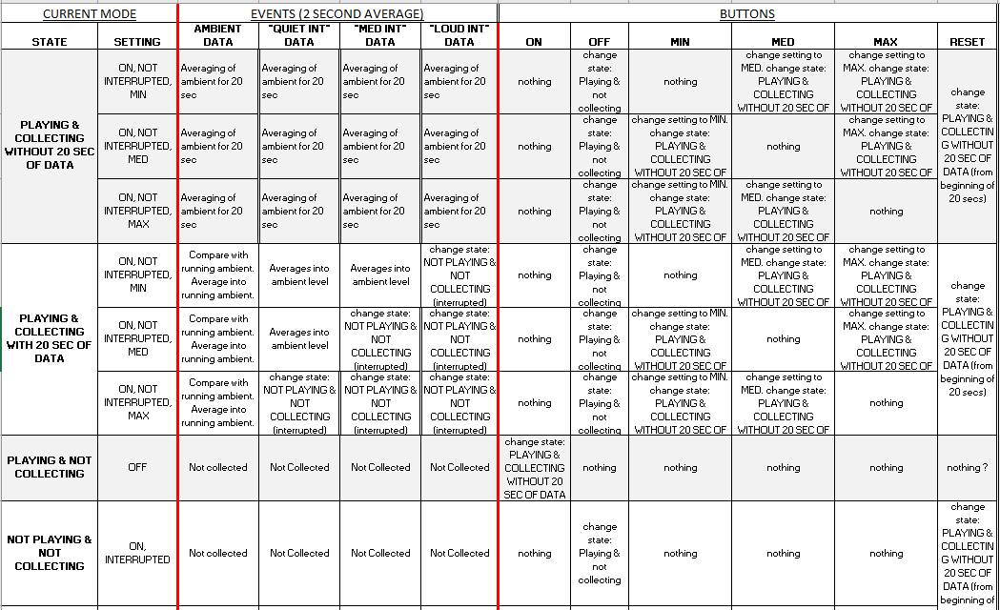 CURRENT MODE
EVENTS (2 SECOND AVERAGE)
BUTTONS
STATE
SETTING
AMBIENT
DATA
"QUIET INT"
DATA
"MED INT"
DATA
"LOUD INT"
DATA
ON
OFF
MIN
MED
MAX
RESET
PLAYING &
COLLECTING
WITHOUT 20 SEC
OF DATA
ON, NOT
INTERRUPTED,
MIN
Averaging of
ambient for 20
sec
Averaging of
ambient for 20
sec
Averaging of
ambient for 20
sec
Averaging of
ambient for 20
sec
nothing
change
state:
Playing &
not
collecting
nothing
change setting to
MED. change state:
PLAYING &
COLLECTING
WITHOUT 20 SEC OF
change setting to
MAX. change state:
PLAYING &
COLLECTING
WITHOUT 20 SEC OF
change
state:
PLAYING &
COLLECTIN
G WITHOUT
20 SEC OF
DATA (from
beginning of
20 secs)
ON, NOT
INTERRUPTED,
MED
Averaging of
ambient for 20
sec
Averaging of
ambient for 20
sec
Averaging of
ambient for 20
sec
Averaging of
ambient for 20
sec
nothing
change
state:
Playing &
not
collecting
change setting to MIN.
change state:
PLAYING &
COLLECTING
WITHOUT 20 SEC OF
nothing
change setting to
MAX. change state:
PLAYING &
COLLECTING
WITHOUT 20 SEC OF
ON, NOT
INTERRUPTED,
MAX
Averaging of
ambient for 20
sec
Averaging of
ambient for 20
sec
Averaging of
ambient for 20
sec
Averaging of
ambient for 20
sec
nothing
change
state:
Playing &
not
collecting
change setting to MIN.
change state:
PLAYING &
COLLECTING
WITHOUT 20 SEC OF
change setting to
MED. change state:
PLAYING &
COLLECTING
WITHOUT 20 SEC OF
nothing
PLAYING &
COLLECTING
WITH 20 SEC OF
DATA
ON, NOT
INTERRUPTED,
MIN
Compare with
running ambient.
Average into
running ambient.
Averages into
ambient level
Averages into
ambient level
change state:
NOT PLAYING &
NOT
COLLECTING
(interrupted)
nothing
change
state:
Playing &
not
collecting
nothing
change setting to
MED. change state:
PLAYING &
COLLECTING
WITHOUT 20 SEC OF
change setting to
MAX. change state:
PLAYING &
COLLECTING
WITHOUT 20 SEC OF
change
state:
PLAYING &
COLLECTIN
G WITHOUT
20 SEC OF
DATA (from
beginning of
20 secs)
ON, NOT
INTERRUPTED,
MED
Compare with
running ambient.
Average into
running ambient.
Averages into
ambient level
change state:
NOT PLAYING &
NOT
COLLECTING
(interrupted)
change state:
NOT PLAYING &
NOT
COLLECTING
(interrupted)
nothing
change
state:
Playing &
not
collecting
change setting to MIN.
change state:
PLAYING &
COLLECTING
WITHOUT 20 SEC OF
nothing
change setting to
MAX. change state:
PLAYING &
COLLECTING
WITHOUT 20 SEC OF
ON, NOT
INTERRUPTED,
MAX
Compare with
running ambient.
Average into
running ambient.
change state:
NOT PLAYING &
NOT
COLLECTING
(interrupted)
change state:
NOT PLAYING &
NOT
COLLECTING
(interrupted)
change state:
NOT PLAYING &
NOT
COLLECTING
(interrupted)
nothing
change
state:
Playing &
not
collecting
change setting to MIN.
change state:
PLAYING &
COLLECTING
WITHOUT 20 SEC OF
change setting to
MED. change state:
PLAYING &
COLLECTING
WITHOUT 20 SEC OF
nothing
PLAYING & NOT
COLLECTING
OFF
Not collected
Not Collected
Not Collected
Not Collected
change state:
PLAYING &
COLLECTING
WITHOUT 20
SEC OF DATA
nothing
nothing
nothing
nothing
nothing ?
NOT PLAYING &
NOT
COLLECTING
ON,
INTERRUPTED
Not collected
Not Collected
Not Collected
Not Collected
nothing
change
state:
Playing &
not
collecting
nothing
nothing
nothing
change
state:
PLAYING &
COLLECTIN
G WITHOUT
20 SEC OF
DATA (from
beginning of